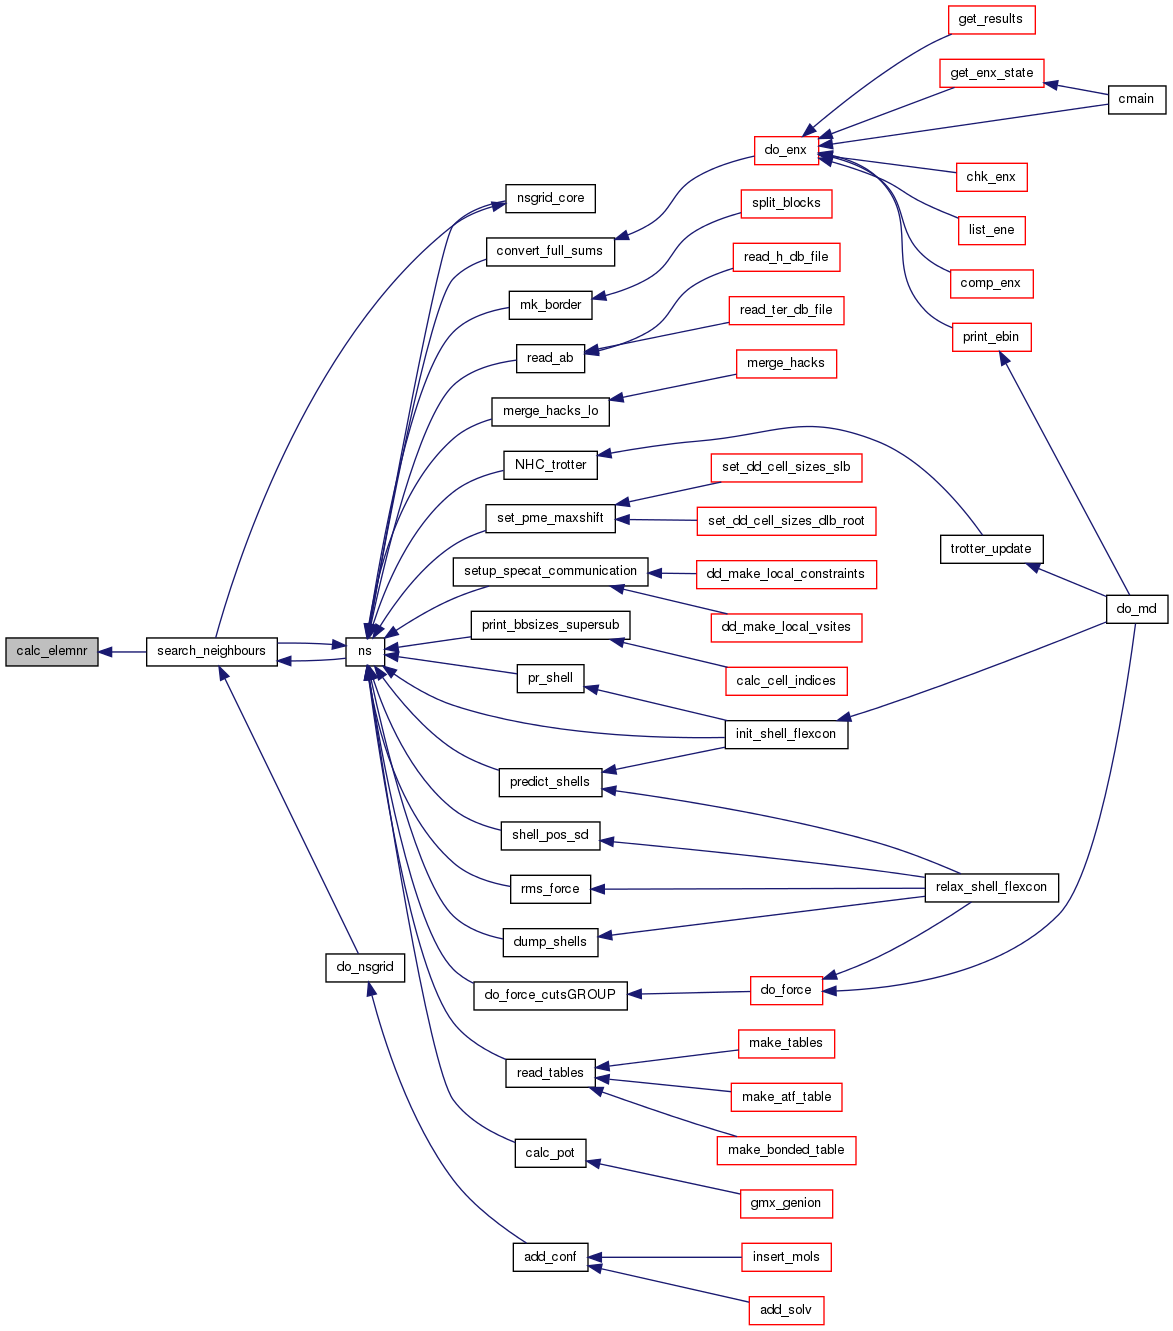 get_results
get_enx_state
cmain
do_enx
chk_enx
nsgrid_core
split_blocks
list_ene
convert_full_sums
read_h_db_file
comp_enx
mk_border
read_ter_db_file
print_ebin
read_ab
merge_hacks
merge_hacks_lo
NHC_trotter
set_dd_cell_sizes_slb
set_pme_maxshift
set_dd_cell_sizes_dlb_root
trotter_update
setup_specat_communication
dd_make_local_constraints
do_md
print_bbsizes_supersub
dd_make_local_vsites
calc_elemnr
search_neighbours
ns
pr_shell
calc_cell_indices
init_shell_flexcon
predict_shells
shell_pos_sd
rms_force
relax_shell_flexcon
dump_shells
do_nsgrid
do_force_cutsGROUP
do_force
make_tables
read_tables
make_atf_table
calc_pot
make_bonded_table
gmx_genion
add_conf
insert_mols
add_solv